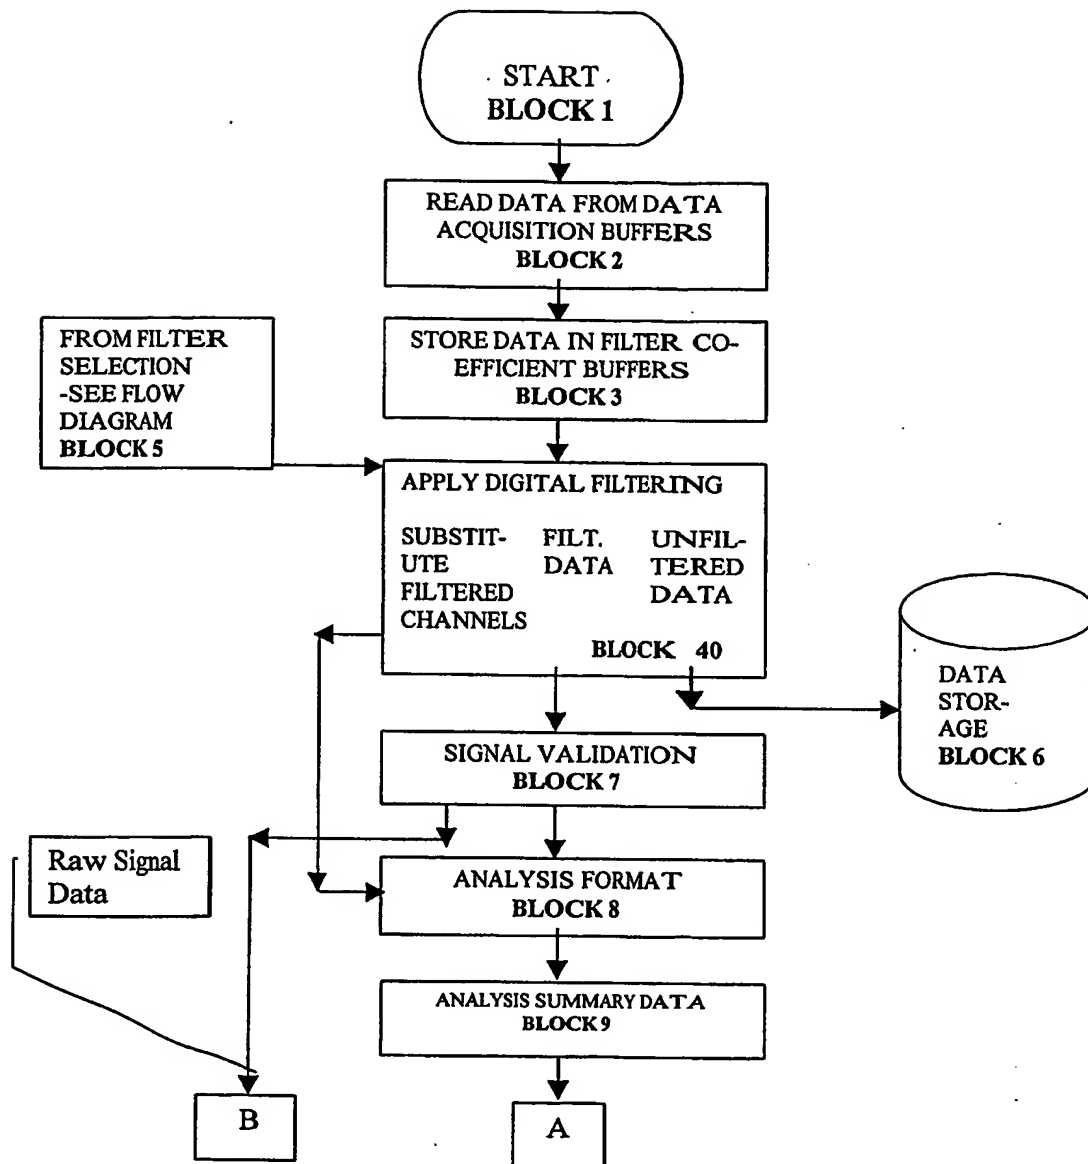 START
BLOCK 1
READ DATA FROM DATA
ACQUISITION BUFFERS
BLOCK 2
STORE DATA IN FILTER CO-
EFFICIENT BUFFERS
BLOCK 3
FROM FILTER
SELECTION
-SEE FLOW
DIAGRAM
BLOCK 5
APPLY DIGITAL FILTERING
SUBSTIT-
UTE
FILTERED
CHANNELS
FILT.
DATA
UNFIL-
TERED
DATA
BLOCK 40
DATA
STOR-
AGE
BLOCK 6
SIGNAL VALIDATION
BLOCK 7
Raw Signal
Data
ANALYSIS FORMAT
BLOCK 8
ANALYSIS SUMMARY DATA
BLOCK 9
B
A